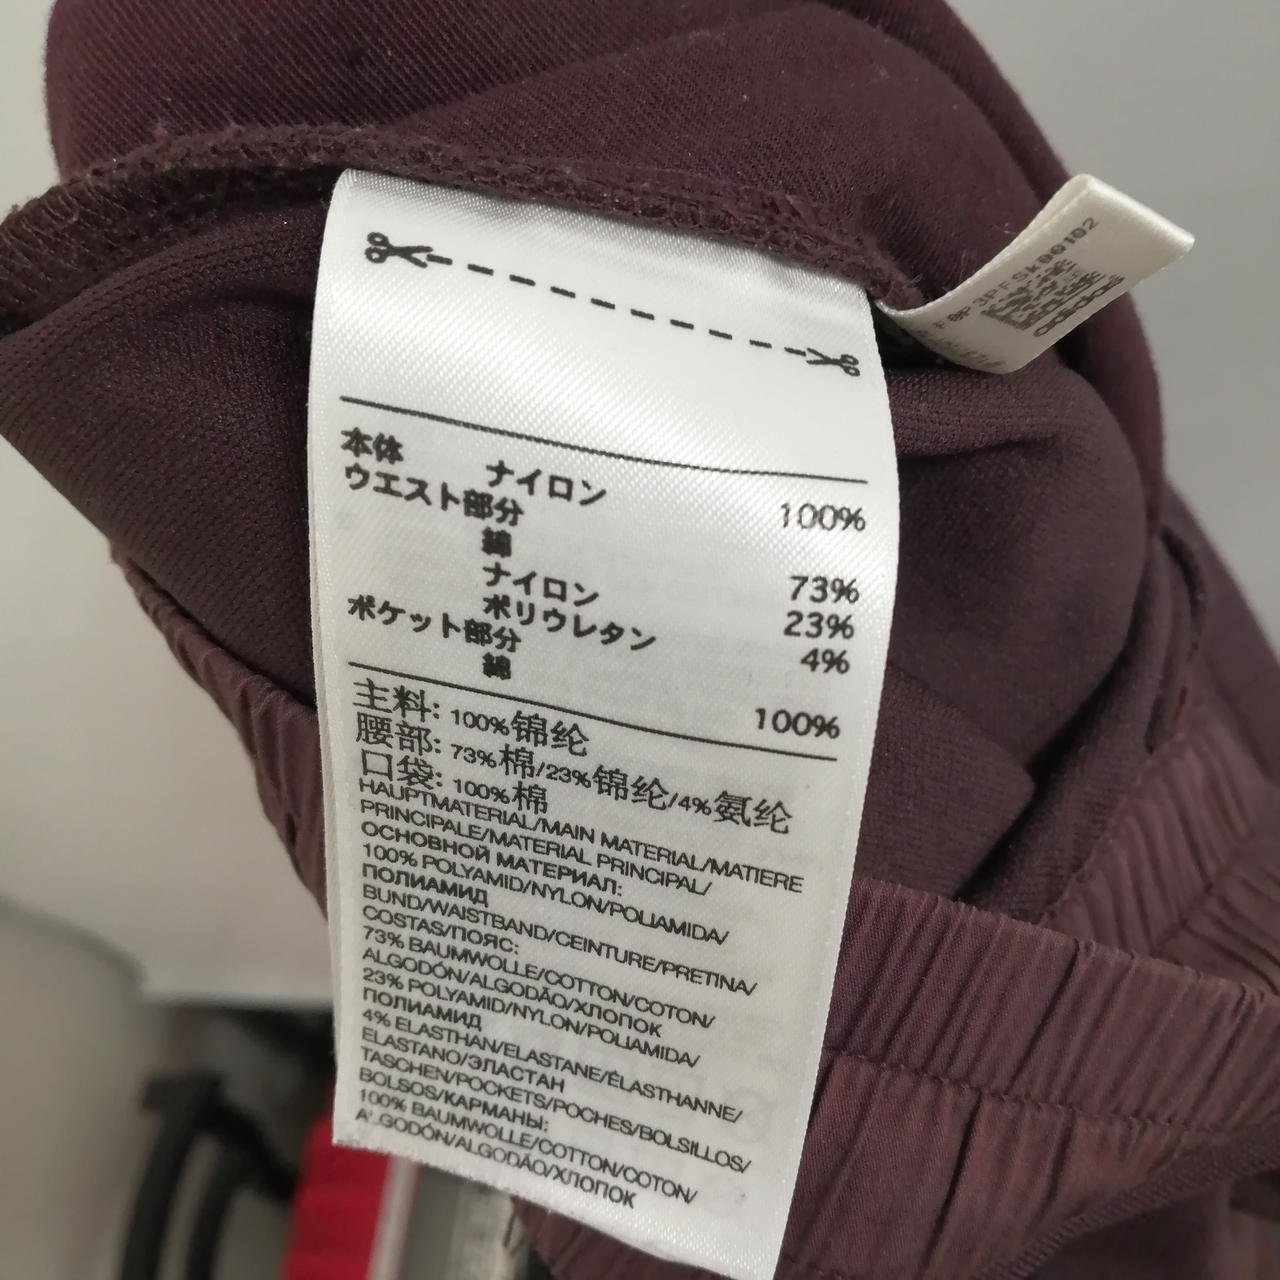 本体
ナイロン 100%
ウエスト部分
綿 73%
ナイロン 23%
ポリウレタン 4%
ポケット部分
綿 100%
主料: 100%锦纶
腰部: 73%棉/23%锦纶/4%氨纶
口袋: 100%棉
HAUPTMATERIAL/MAIN MATERIAL/MATIERE
PRINCIPALE/MATERIAL PRINCIPAL/
ОСНОВНОЙ МАТЕРИАЛ:
100% POLYAMID/NYLON/POLIAMIDA/
ПОЛИАМИД
BUND/WAISTBAND/CEINTURE/PRETINA/
COSTAS/ПОЯС:
73% BAUMWOLLE/COTTON/COTON/
ALGODÓN/ALGODÃO/ХЛОПОК
23% POLYAMID/NYLON/POLIAMIDA/
ПОЛИАМИД
4% ELASTHAN/ELASTANE/ÉLASTHANNE/
ELASTANO/ЭЛАСТАН
TASCHEN/POCKETS/POCHES/BOLSILLOS/
BOLSOS/КАРМАНЫ:
100% BAUMWOLLE/COTTON/COTON/
ALGODÓN/ALGODÃO/ХЛОПОК
adidas